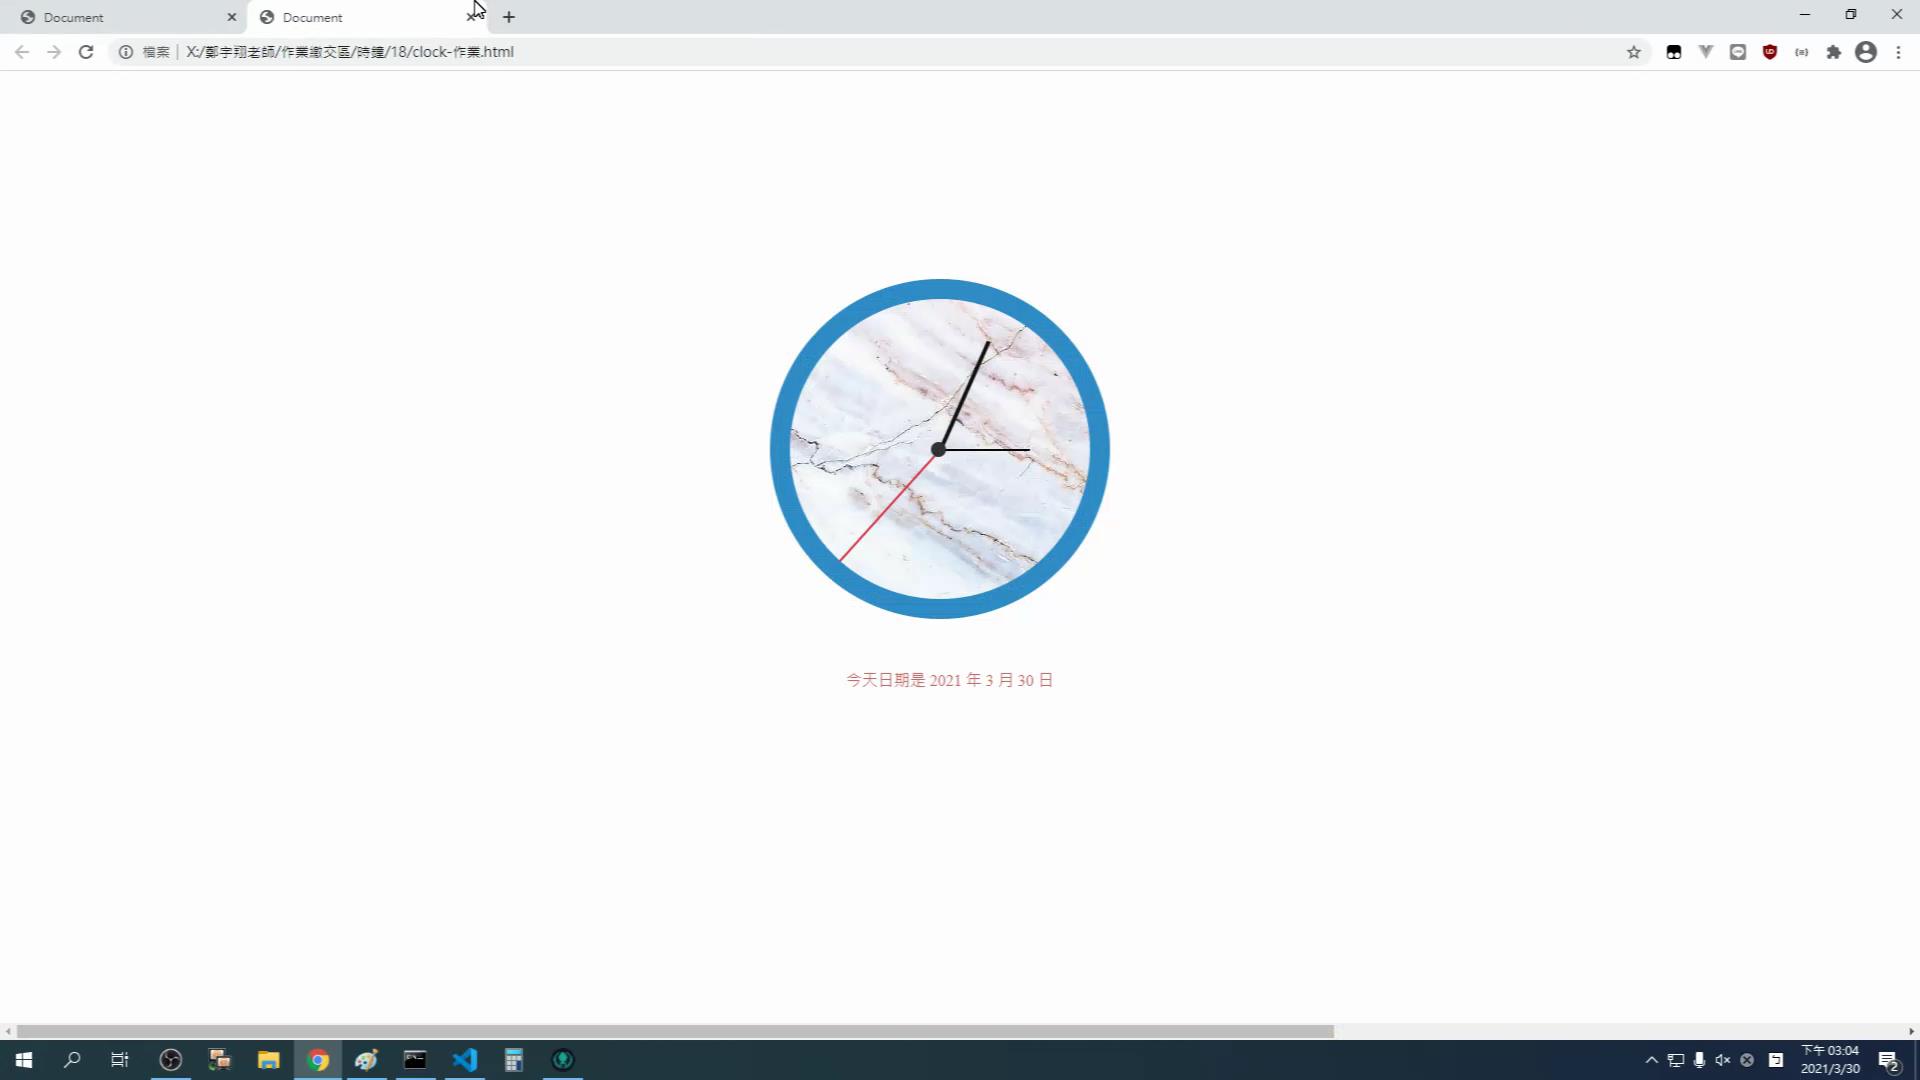 Document
Document
檔案
X:/鄭宇翔老師/作業繳交區/時鐘/18/clock-作業.html
今天日期是 2021 年 3 月 30 日
下午 03:04
2021/3/30
2